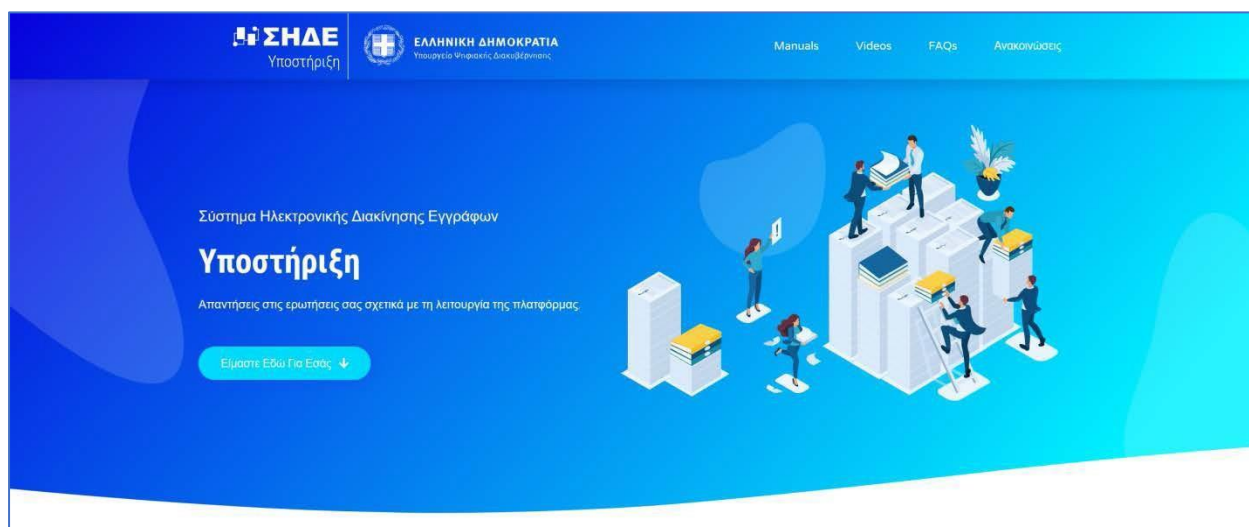 ΣΗΔΕ
Υποστήριξη
ΕΛΛΗΝΙΚΗ ΔΗΜΟΚΡΑΤΙΑ
Υπουργείο Ψηφιακής Διακυβέρνησης
Manuals Videos FAQs Ανακοινώσεις
Σύστημα Ηλεκτρονικής Διακίνησης Εγγράφων
Υποστήριξη
Απαντήσεις στις ερωτήσεις σας σχετικά με τη λειτουργία της πλατφόρμας.
Είμαστε Εδώ Για Εσάς